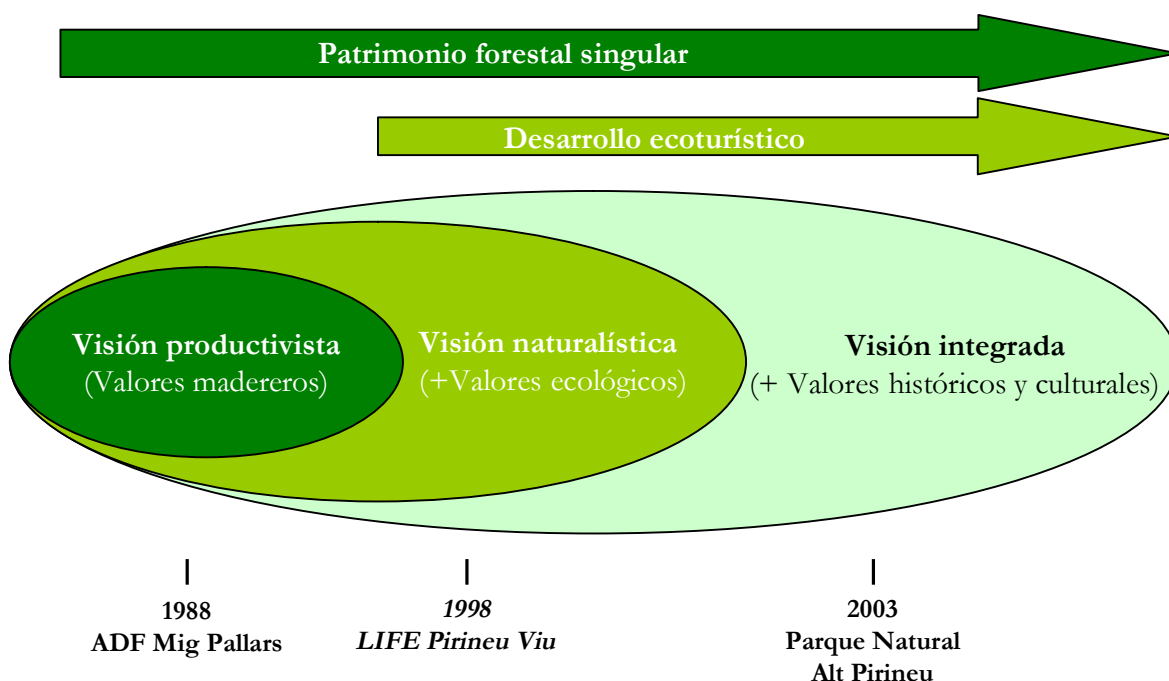 Patrimonio forestal singular
Desarrollo ecoturístico
Visión productivista
(Valores madereros)
Visión naturalística
(+Valores ecológicos)
Visión integrada
(+ Valores históricos y culturales)
1988
ADF Mig Pallars
1998
LIFE Pirineu Viu
2003
Parque Natural
Alt Pirineu